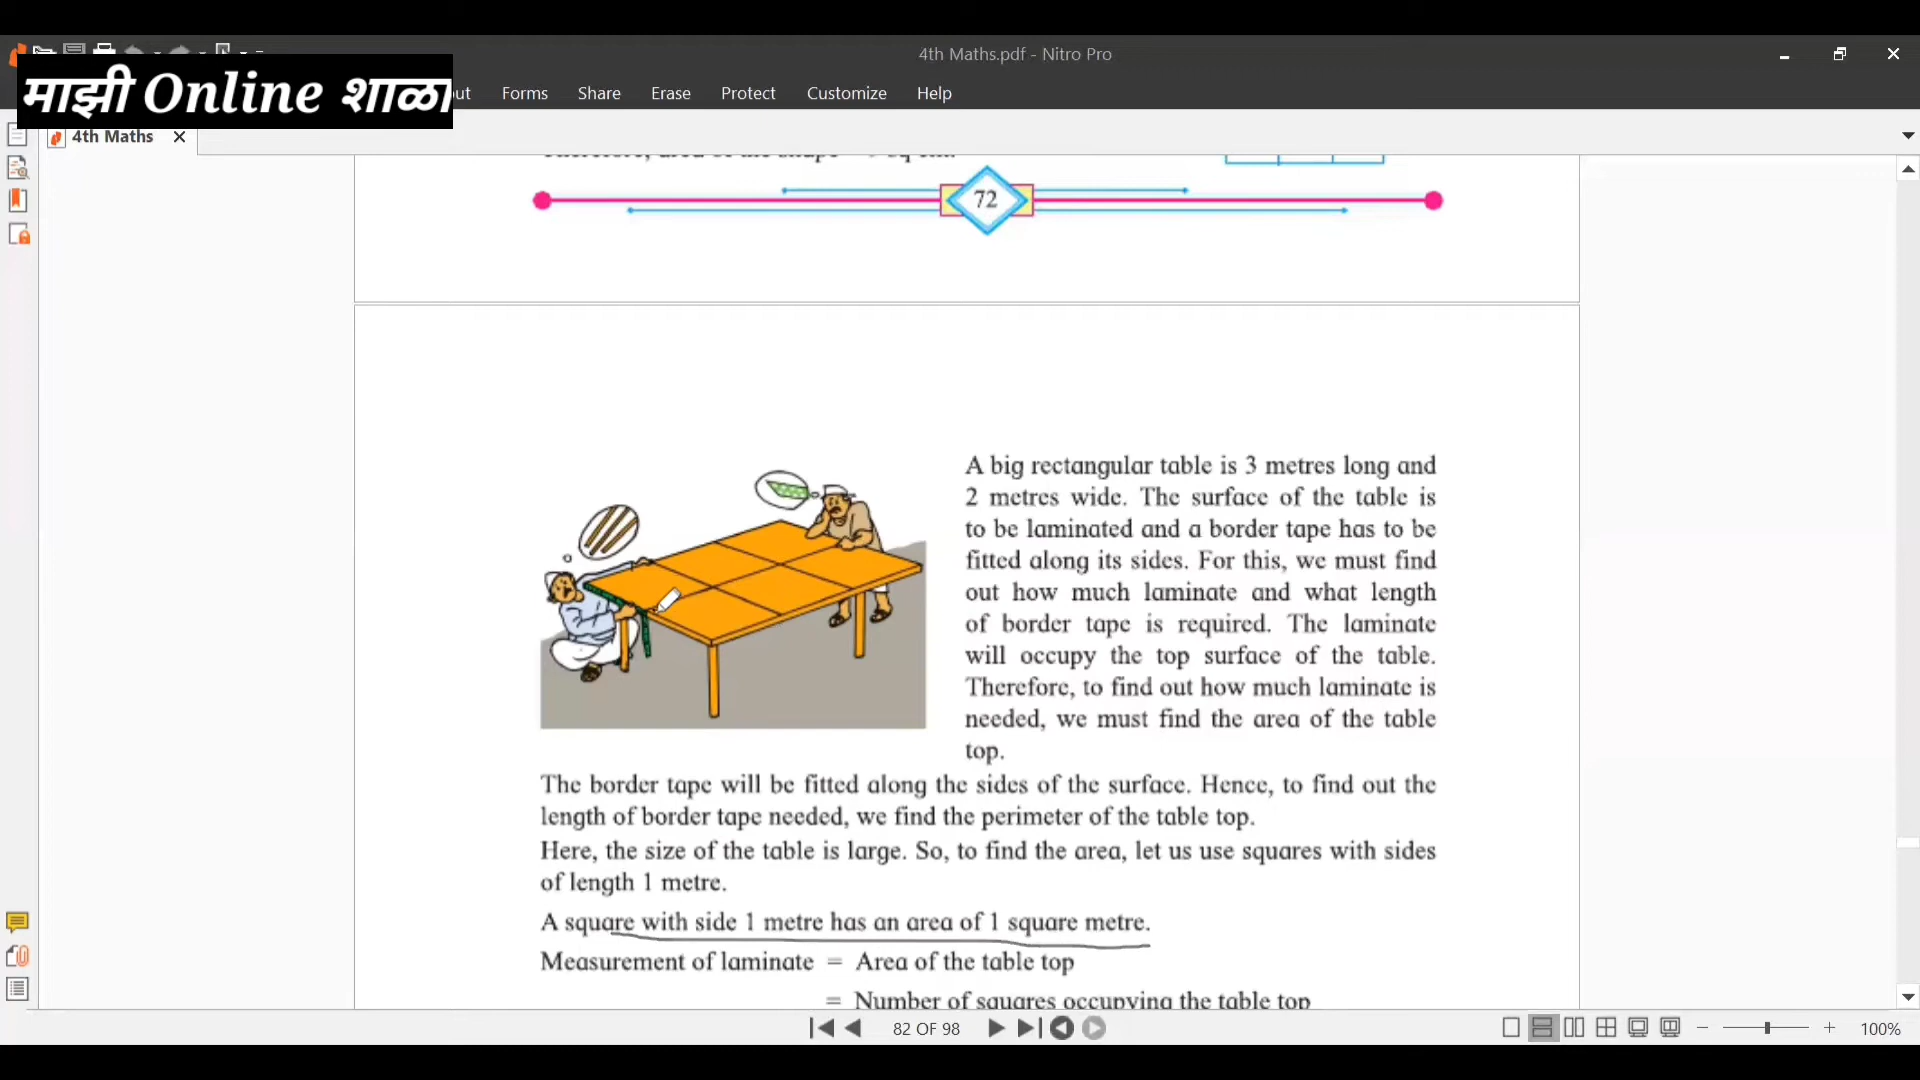 4th Maths.pdf - Nitro Pro
माझी Online शाळा
Forms Share Erase Protect Customize Help
4th Maths
Therefore, area of the shape
72
A big rectangular table is 3 metres long and
2 metres wide. The surface of the table is
to be laminated and a border tape has to be
fitted along its sides. For this, we must find
out how much laminate and what length
of border tape is required. The laminate
will occupy the top surface of the table.
Therefore, to find out how much laminate is
needed, we must find the area of the table
top.
The border tape will be fitted along the sides of the surface. Hence, to find out the
length of border tape needed, we find the perimeter of the table top.
Here, the size of the table is large. So, to find the area, let us use squares with sides
of length 1 metre.
A square with side 1 metre has an area of 1 square metre.
Measurement of laminate = Area of the table top
= Number of squares occupying the table top
82 OF 98
100%